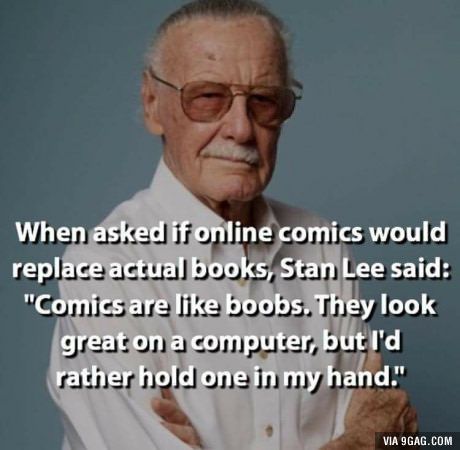 When asked if online comics would
replace actual books, Stan Lee said:
"Comics are like boobs. They look
great on a computer, but I'd
rather hold one in my hand."
VIA 9GAG.COM